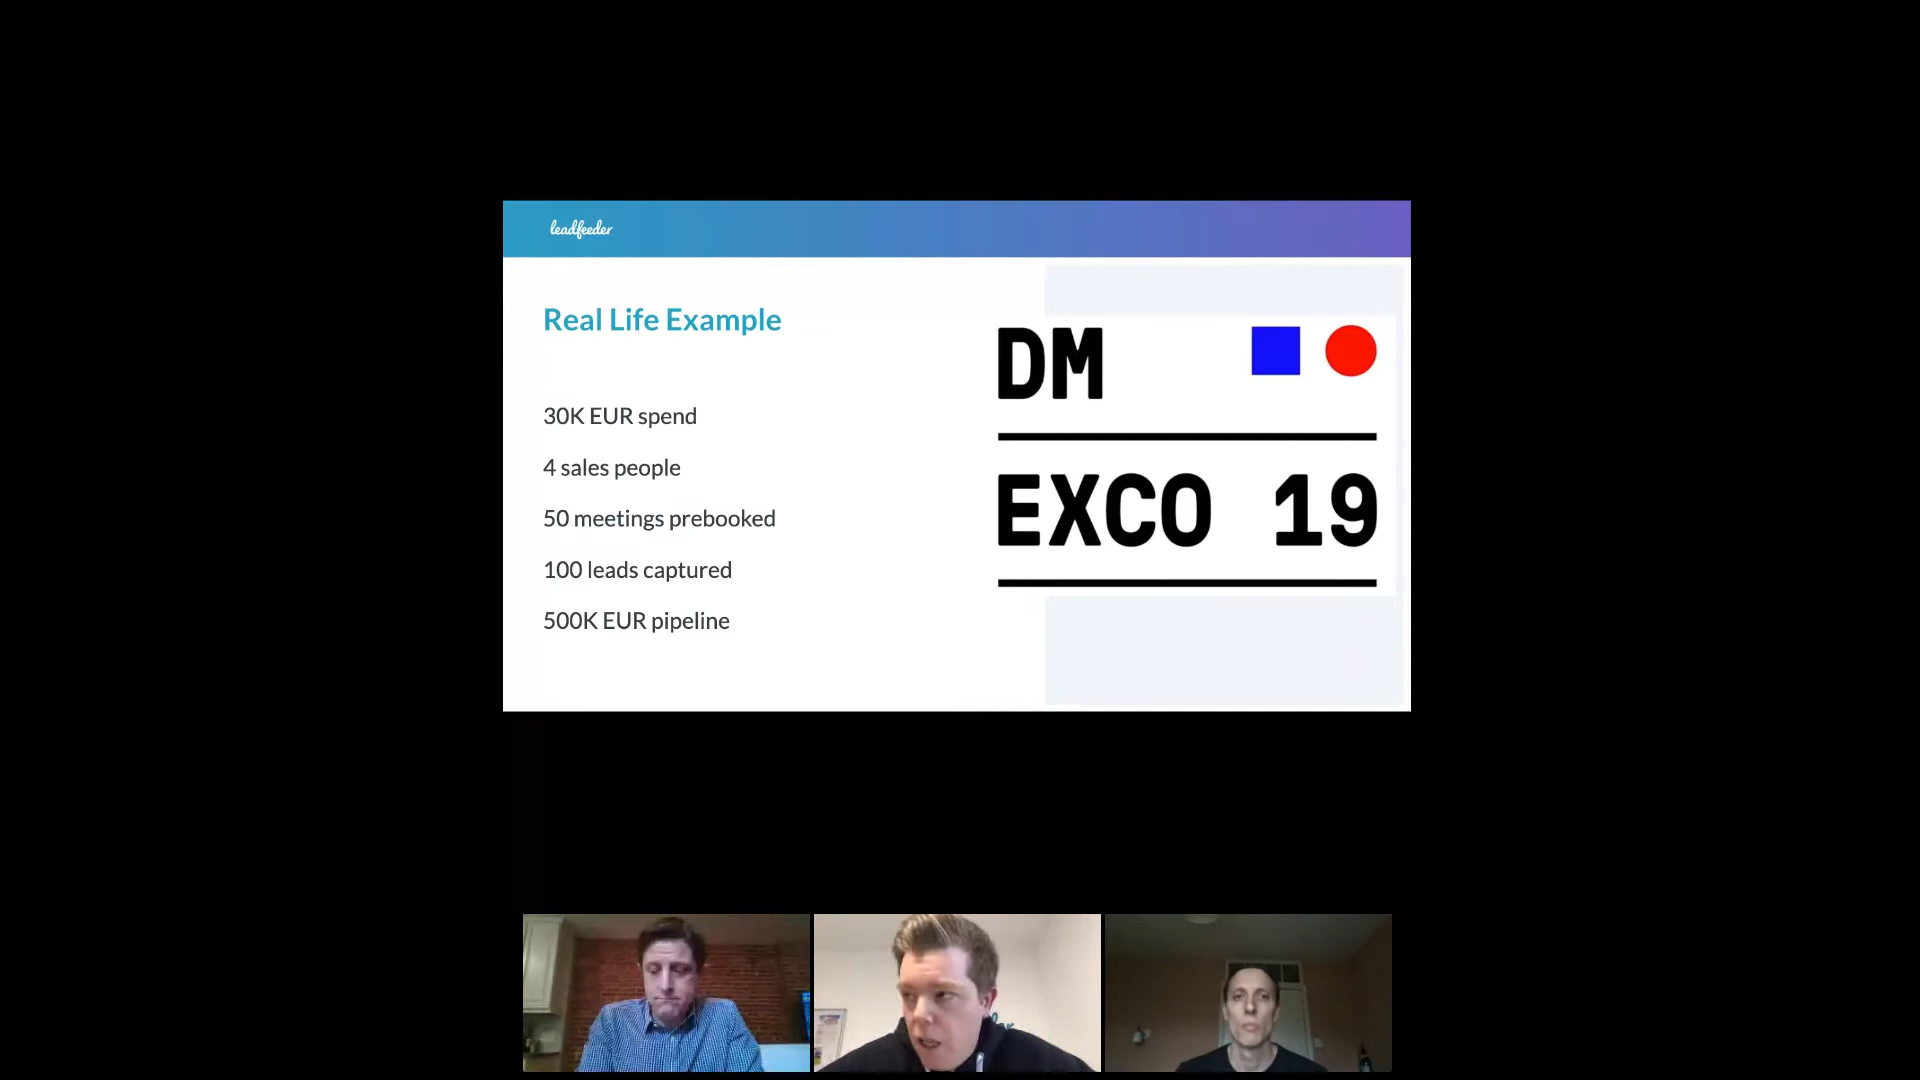 leadfeeder
Real Life Example
30K EUR spend
4 sales people
50 meetings prebooked
100 leads captured
500K EUR pipeline
DM
EXCO 19